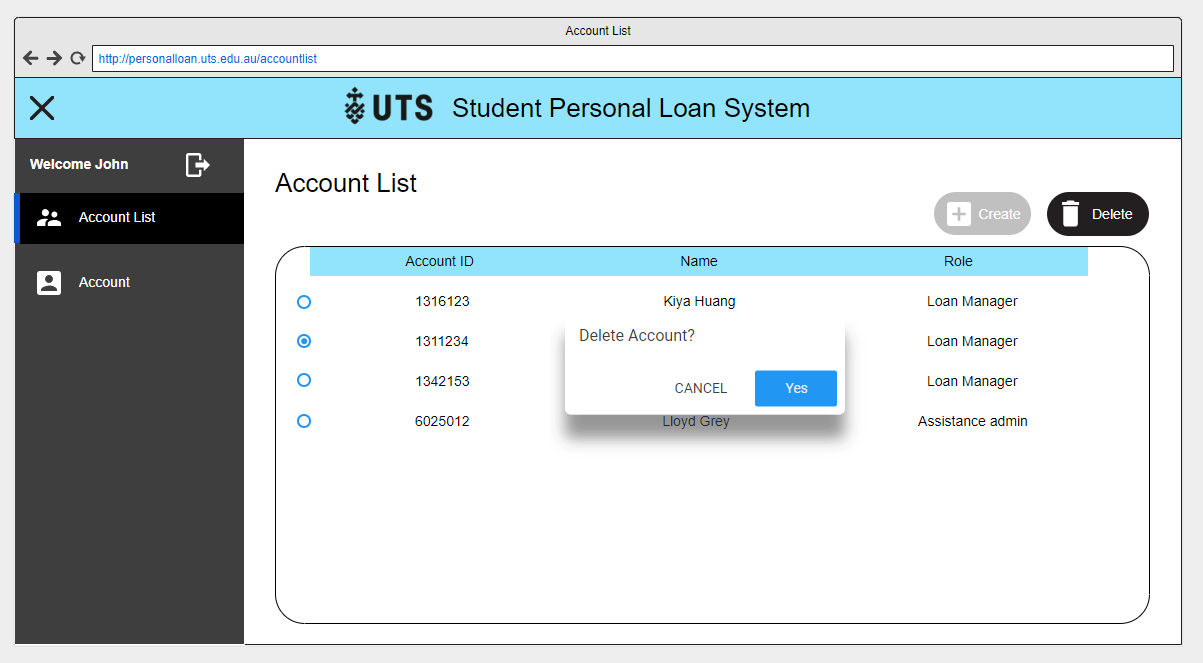 Account List
http://personalloan.uts.edu.au/accountlist
UTS Student Personal Loan System
Welcome John
Account List
Account
Account List
Create
Delete
Account ID Name Role
1316123 Kiya Huang Loan Manager
1311234 Loan Manager
1342153 Loan Manager
6025012 Lloyd Grey Assistance admin
Delete Account?
CANCEL Yes